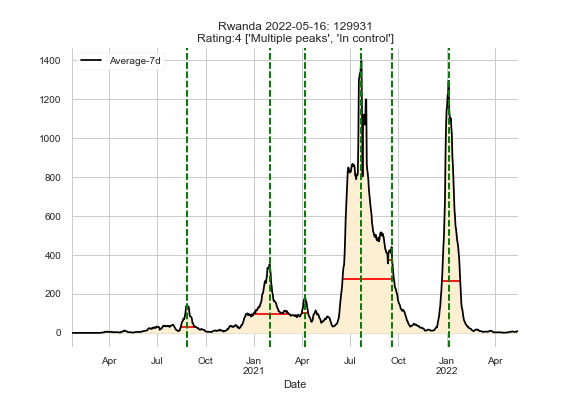 Rwanda 2022-05-16: 129931
Rating:4 ['Multiple peaks', 'In control']
Average-7d
1400
1200
1000
800
600
400
200
0
Apr Jul Oct Jan Apr Jul Oct Jan Apr
2021 2022
Date